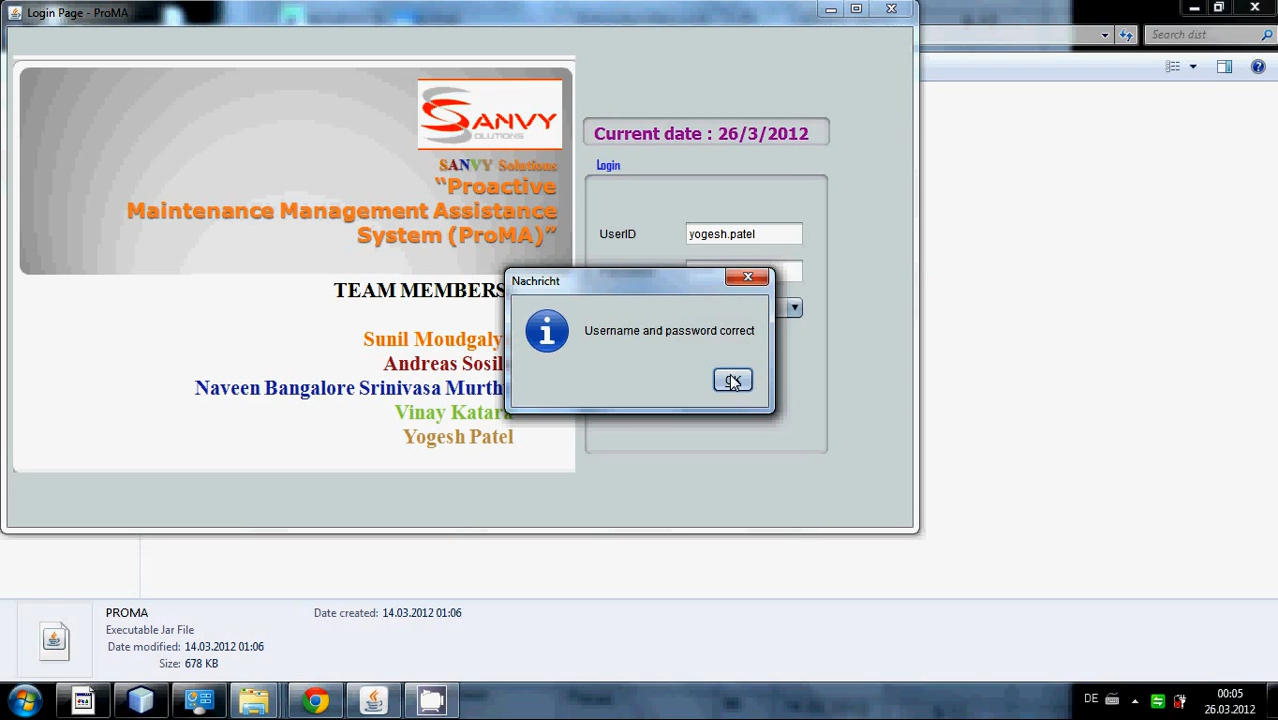 Login Page - ProMA
Search dist
SANVY
OLUTIONS
SANVY Solutions
“Proactive
Maintenance Management Assistance
System (ProMA)”
TEAM MEMBERS
Sunil Moudgaly
Andreas Sosil
Naveen Bangalore Srinivasa Murth
Vinay Katara
Yogesh Patel
Current date : 26/3/2012
Login
UserID
yogesh.patel
Nachricht
Username and password correct
PROMA
Executable Jar File
Date modified: 14.03.2012 01:06
Size: 678 KB
Date created: 14.03.2012 01:06
DE
00:05
26.03.2012